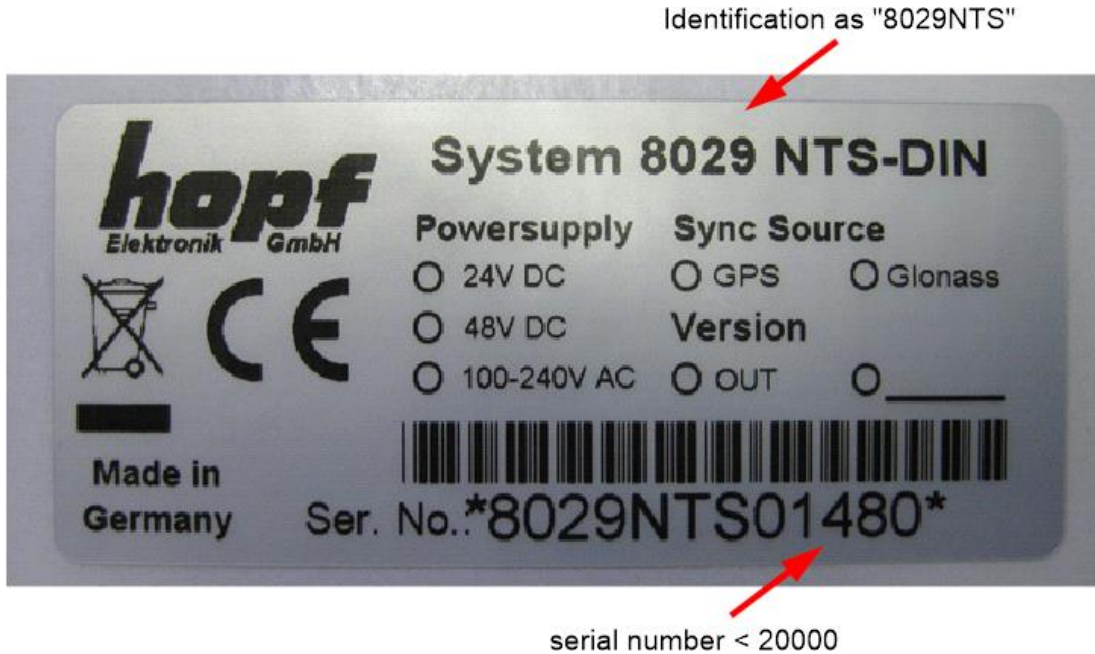 Identification as "8029NTS"
hopf
Elektronik GmbH
System 8029 NTS-DIN
Powersupply Sync Source
24V DC GPS Glonass
48V DC Version
100-240V AC OUT
CE
Made in
Germany
Ser. No.:*8029NTS01480*
serial number < 20000